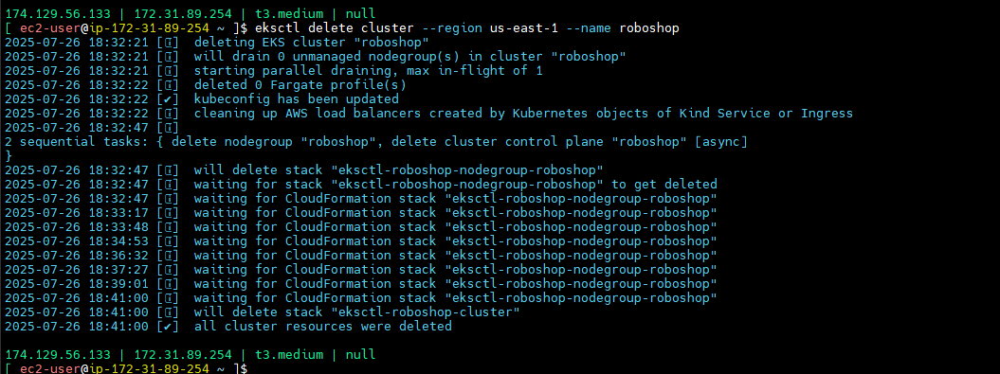 174.129.56.133 | 172.31.89.254 | t3.medium | null
[ ec2-user@ip-172-31-89-254 ~ ]$ eksctl delete cluster --region us-east-1 --name roboshop
2025-07-26 18:32:21 [ℹ]  deleting EKS cluster "roboshop"
2025-07-26 18:32:21 [ℹ]  will drain 0 unmanaged nodegroup(s) in cluster "roboshop"
2025-07-26 18:32:21 [ℹ]  starting parallel draining, max in-flight of 1
2025-07-26 18:32:22 [ℹ]  deleted 0 Fargate profile(s)
2025-07-26 18:32:22 [✔]  kubeconfig has been updated
2025-07-26 18:32:22 [ℹ]  cleaning up AWS load balancers created by Kubernetes objects of Kind Service or Ingress
2025-07-26 18:32:47 [ℹ]
2 sequential tasks: { delete nodegroup "roboshop", delete cluster control plane "roboshop" [async]
}
2025-07-26 18:32:47 [ℹ]  will delete stack "eksctl-roboshop-nodegroup-roboshop"
2025-07-26 18:32:47 [ℹ]  waiting for stack "eksctl-roboshop-nodegroup-roboshop" to get deleted
2025-07-26 18:32:47 [ℹ]  waiting for CloudFormation stack "eksctl-roboshop-nodegroup-roboshop"
2025-07-26 18:33:17 [ℹ]  waiting for CloudFormation stack "eksctl-roboshop-nodegroup-roboshop"
2025-07-26 18:33:48 [ℹ]  waiting for CloudFormation stack "eksctl-roboshop-nodegroup-roboshop"
2025-07-26 18:34:53 [ℹ]  waiting for CloudFormation stack "eksctl-roboshop-nodegroup-roboshop"
2025-07-26 18:36:32 [ℹ]  waiting for CloudFormation stack "eksctl-roboshop-nodegroup-roboshop"
2025-07-26 18:37:27 [ℹ]  waiting for CloudFormation stack "eksctl-roboshop-nodegroup-roboshop"
2025-07-26 18:39:01 [ℹ]  waiting for CloudFormation stack "eksctl-roboshop-nodegroup-roboshop"
2025-07-26 18:41:00 [ℹ]  waiting for CloudFormation stack "eksctl-roboshop-nodegroup-roboshop"
2025-07-26 18:41:00 [ℹ]  will delete stack "eksctl-roboshop-cluster"
2025-07-26 18:41:00 [✔]  all cluster resources were deleted
174.129.56.133 | 172.31.89.254 | t3.medium | null
[ ec2-user@ip-172-31-89-254 ~ ]$